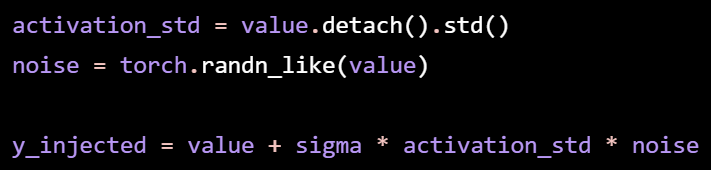 activation_std = value.detach().std()
noise = torch.randn_like(value)
y_injected = value + sigma * activation_std * noise